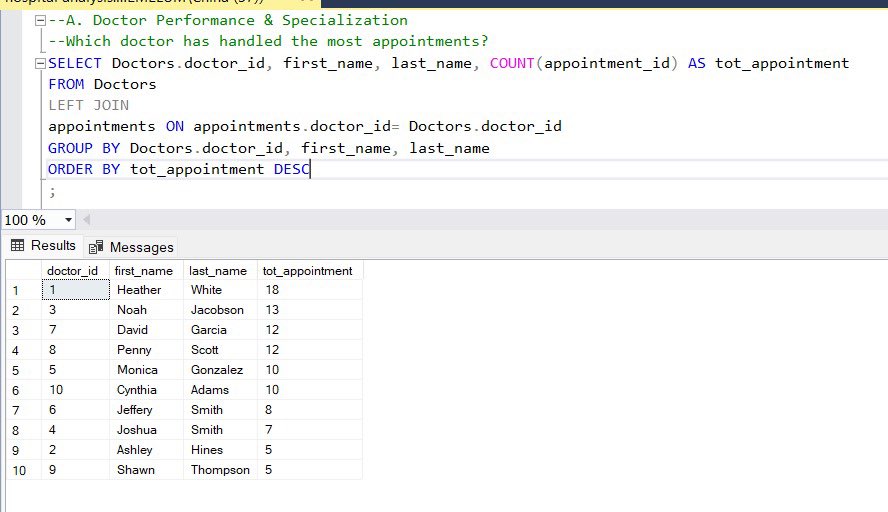 --A. Doctor Performance & Specialization
--Which doctor has handled the most appointments?
SELECT Doctors.doctor_id, first_name, last_name, COUNT(appointment_id) AS tot_appointment
FROM Doctors
LEFT JOIN
appointments ON appointments.doctor_id= Doctors.doctor_id
GROUP BY Doctors.doctor_id, first_name, last_name
ORDER BY tot_appointment DESC
;
100 %
Results Messages
doctor_id first_name last_name tot_appointment
1 1 Heather White 18
2 3 Noah Jacobson 13
3 7 David Garcia 12
4 8 Penny Scott 12
5 5 Monica Gonzalez 10
6 10 Cynthia Adams 10
7 6 Jeffery Smith 8
8 4 Joshua Smith 7
9 2 Ashley Hines 5
10 9 Shawn Thompson 5